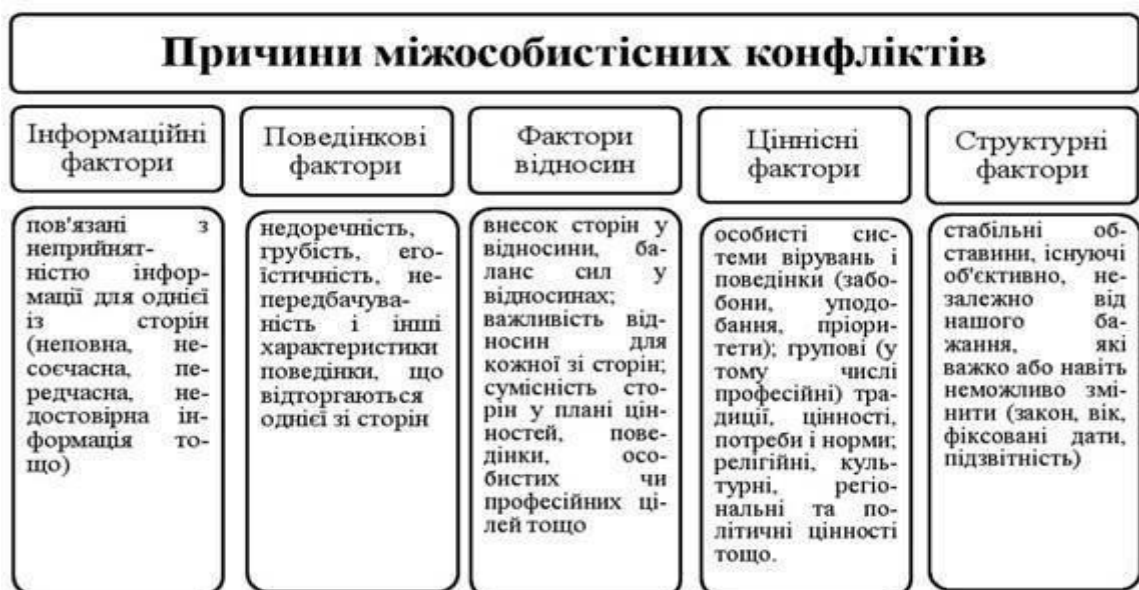 Причини міжособистісних конфліктів
Інформаційні
фактори
пов'язані з
неприйнят-
ністю інфор-
мації для однієї
із сторін
(неповна, не-
соєчасна, пе-
редчасна, не-
достовірна ін-
формація то-
що)
Поведінкові
фактори
недоречність,
грубість, его-
їстичність, не-
передбачува-
ність і інші
характеристики
поведінки, що
відторгаються
однієї зі сторін
Фактори
відносин
внесок сторін у
відносини, ба-
ланс сил у
відносинах;
важливість від-
носин для
кожної зі сторін;
сумісність сто-
рін у плані цін-
ностей, пове-
дінки, осо-
бистих чи
професійних ці-
лей тощо
Ціннісні
фактори
особисті сис-
теми вірувань і
поведінки (забо-
бони, уподо-
бання, пріори-
тети); групові (у
тому числі
професійні) тра-
диції, цінності,
потреби і норми;
релігійні, куль-
турні, регіо-
нальні та по-
літичні цінності
тощо.
Структурні
фактори
стабільні об-
ставини, існуючі
об'єктивно, не-
залежно від
нашого ба-
жання, які
важко або навіть
неможливо змі-
нити (закон, вік,
фіксовані дати,
підзвітність)